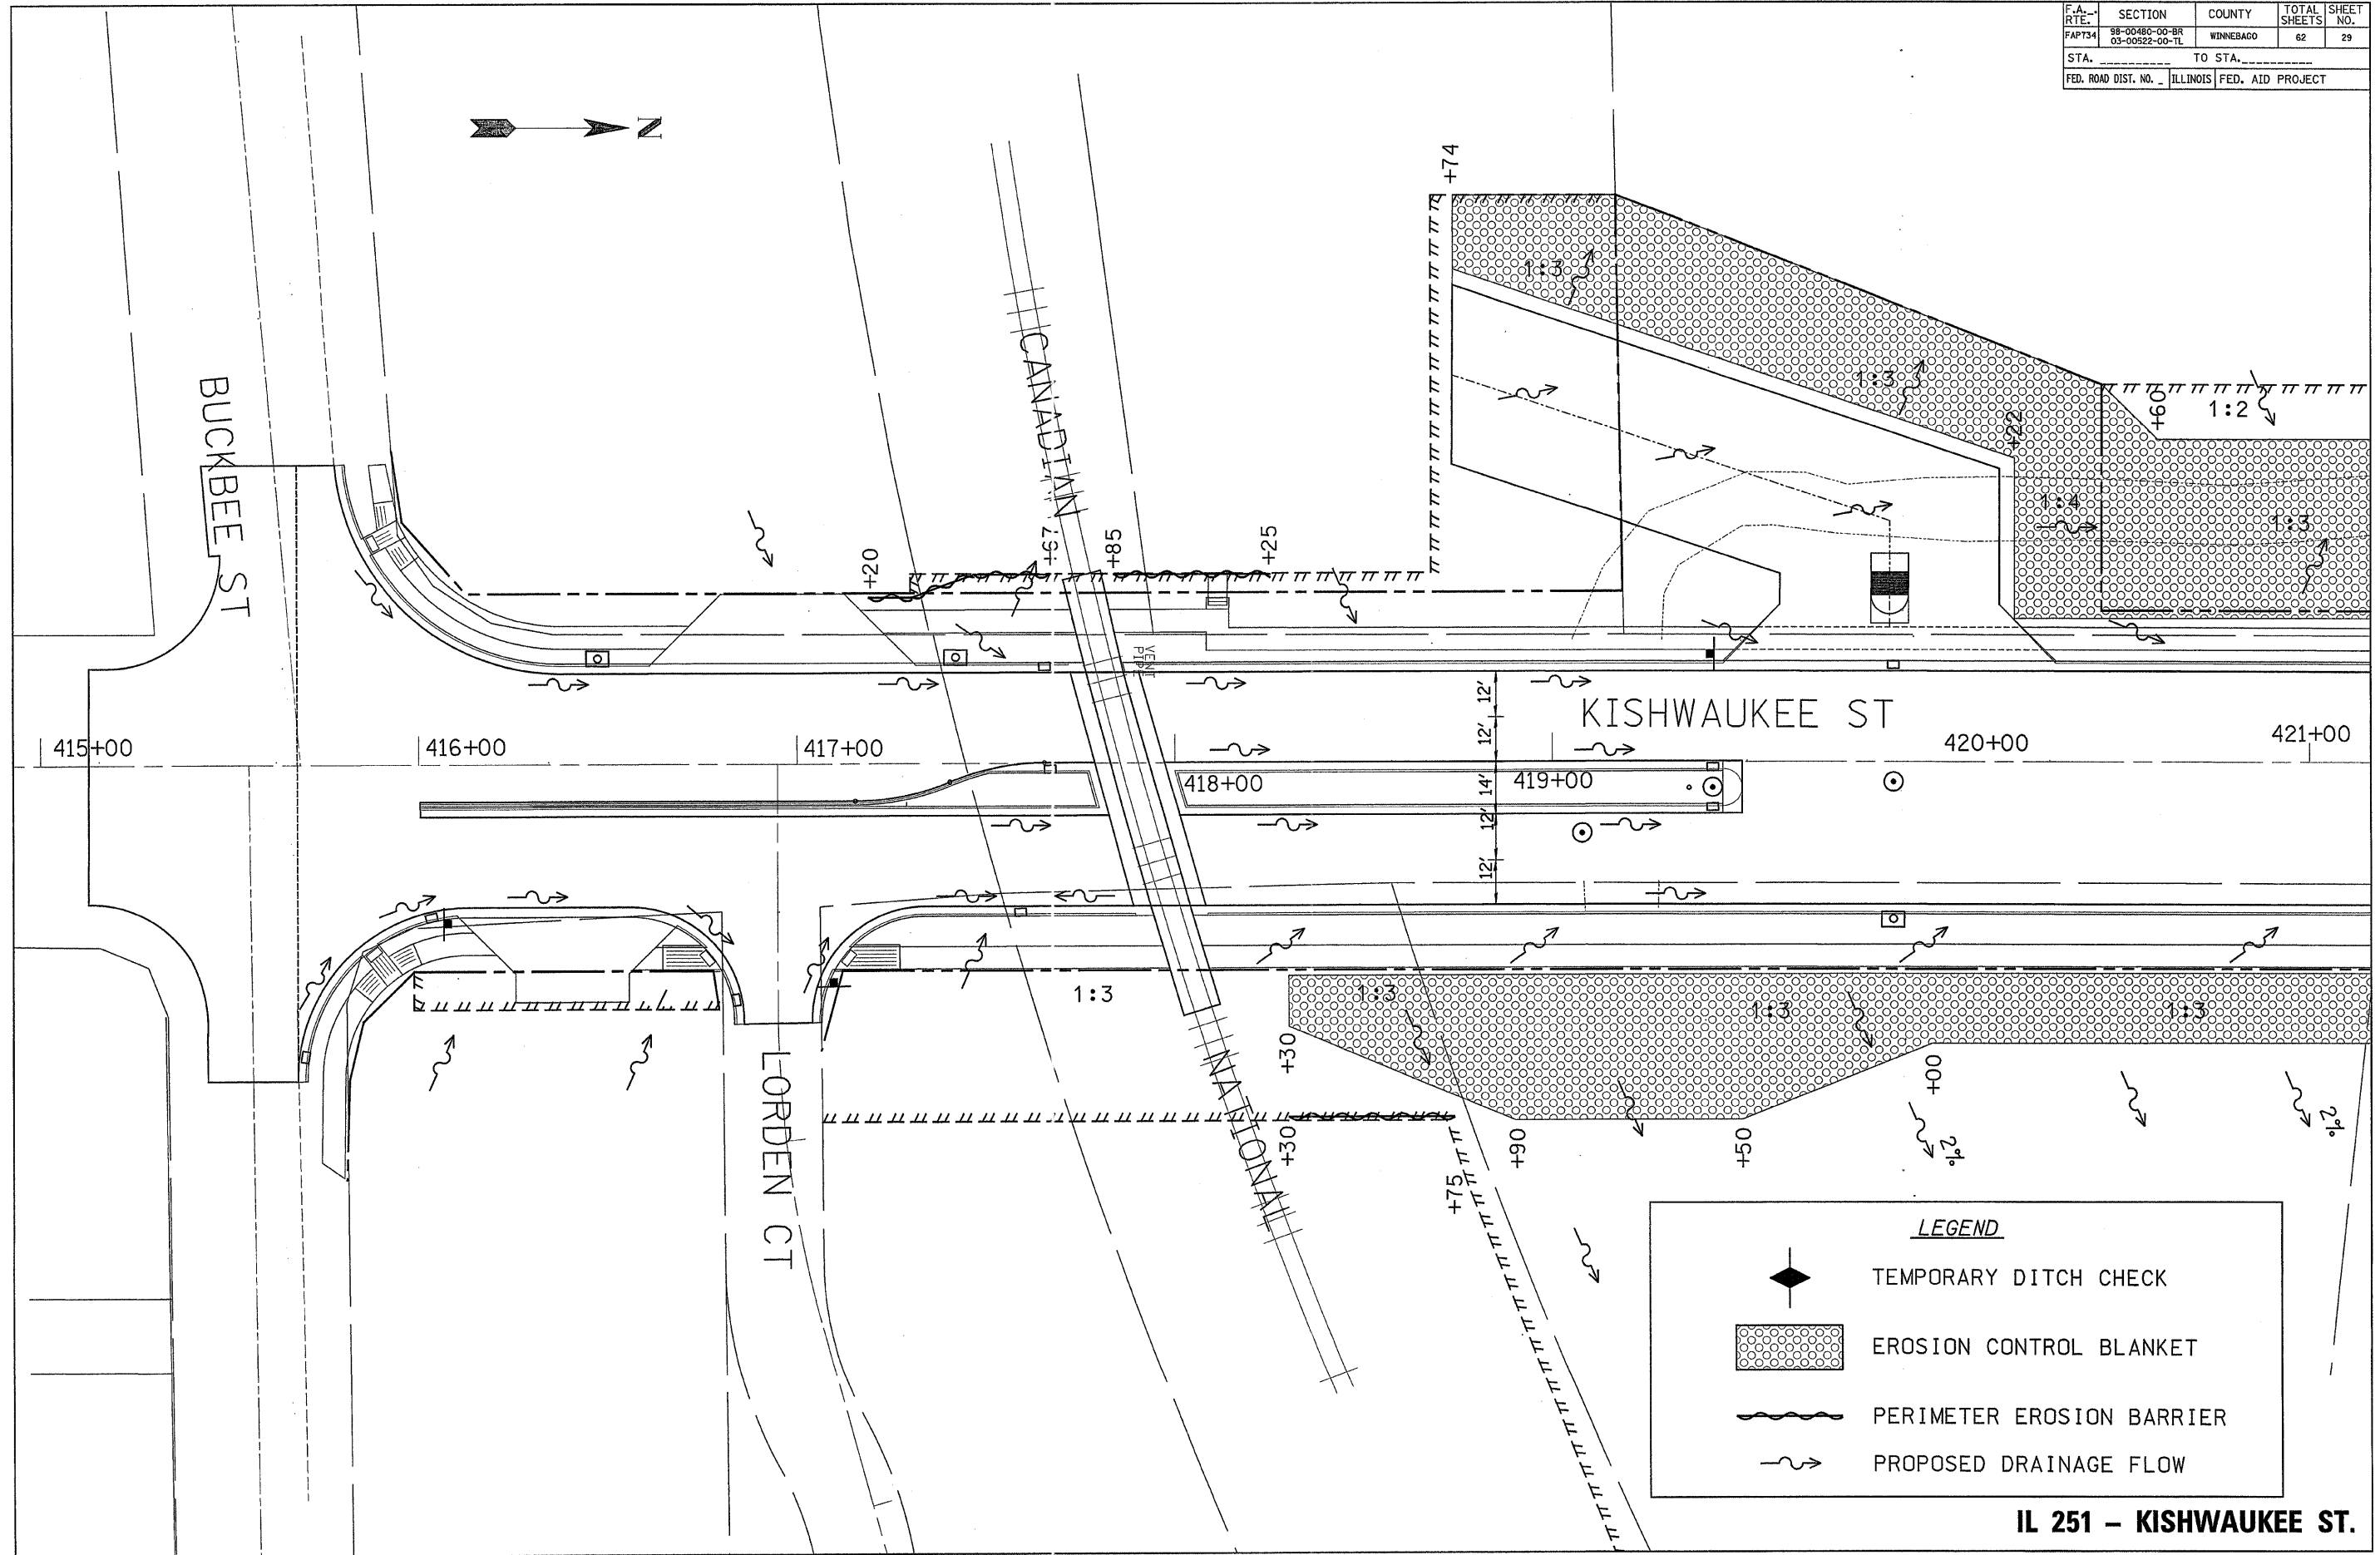 F.A._. RTE.
SECTION
COUNTY
TOTAL SHEETS
SHEET NO.
FAP734
98-00480-00-BR
03-00522-00-TL
WINNEBAGO
62
29
STA. __________ TO STA.__________
FED. ROAD DIST. NO. _
ILLINOIS
FED. AID PROJECT
N
+74
1:3
1:3
+22
+60
1:2
1:4
1:3
BUCKBEE ST
CANADIAN
+20
+67
+85
+25
VENT
PIPE
12'
12'
14'
12'
12'
KISHWAUKEE ST
415+00
416+00
417+00
418+00
419+00
420+00
421+00
1:3
1:3
1:3
1:3
+30
+30
+75
+90
+50
+00
2%
2%
LORDEN CT
NATIONAL
LEGEND
TEMPORARY DITCH CHECK
EROSION CONTROL BLANKET
PERIMETER EROSION BARRIER
PROPOSED DRAINAGE FLOW
IL 251 – KISHWAUKEE ST.